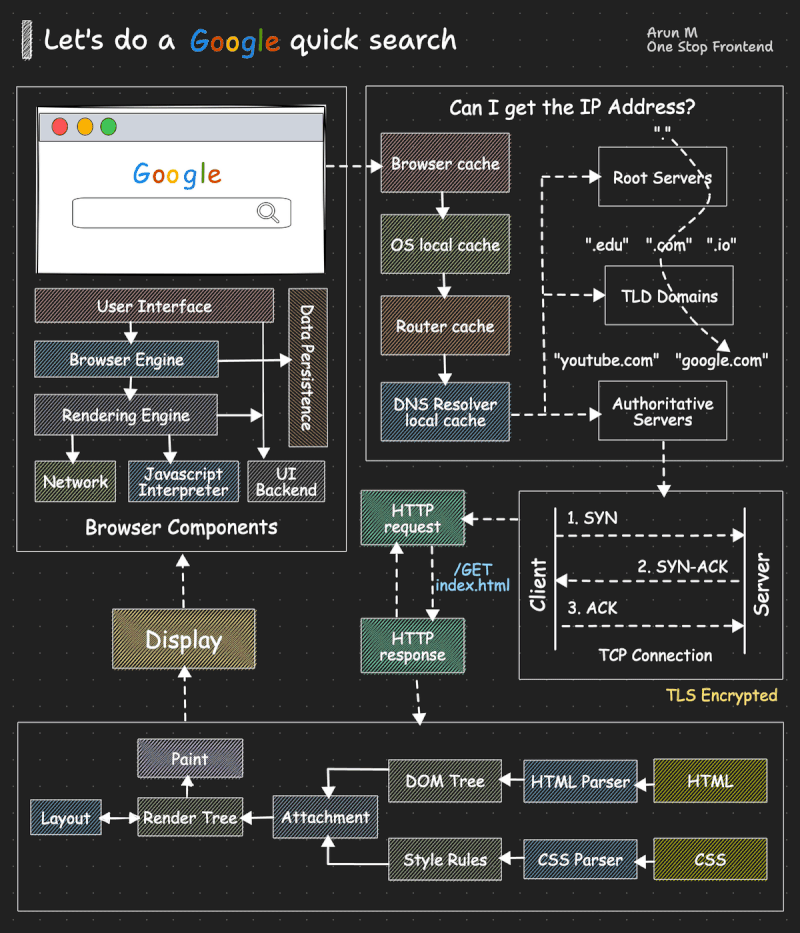 Let's do a Google quick search
Arun M
One Stop Frontend
Google
User Interface
Browser Engine
Rendering Engine
Data Persistence
Network
Javascript
Interpreter
UI
Backend
Browser Components
Can I get the IP Address?
Browser cache
OS local cache
Router cache
DNS Resolver
local cache
"."
Root Servers
".edu" ".com" ".io"
TLD Domains
"youtube.com" "google.com"
Authoritative
Servers
HTTP
request
/GET
index.html
HTTP
response
Client
1. SYN
2. SYN-ACK
3. ACK
Server
TCP Connection
TLS Encrypted
Display
Paint
Layout
Render Tree
Attachment
DOM Tree
HTML Parser
HTML
Style Rules
CSS Parser
CSS